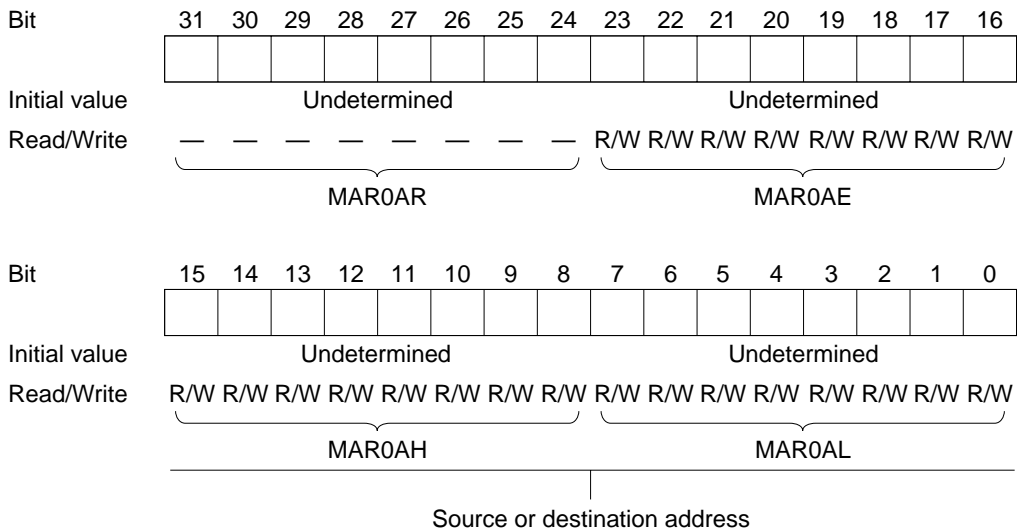 Bit 31 30 29 28 27 26 25 24 23 22 21 20 19 18 17 16
Initial value Undetermined Undetermined
Read/Write — — — — — — — — R/W R/W R/W R/W R/W R/W R/W R/W
MAR0AR MAR0AE
Bit 15 14 13 12 11 10 9 8 7 6 5 4 3 2 1 0
Initial value Undetermined Undetermined
Read/Write R/W R/W R/W R/W R/W R/W R/W R/W R/W R/W R/W R/W R/W R/W R/W R/W
MAR0AH MAR0AL
Source or destination address